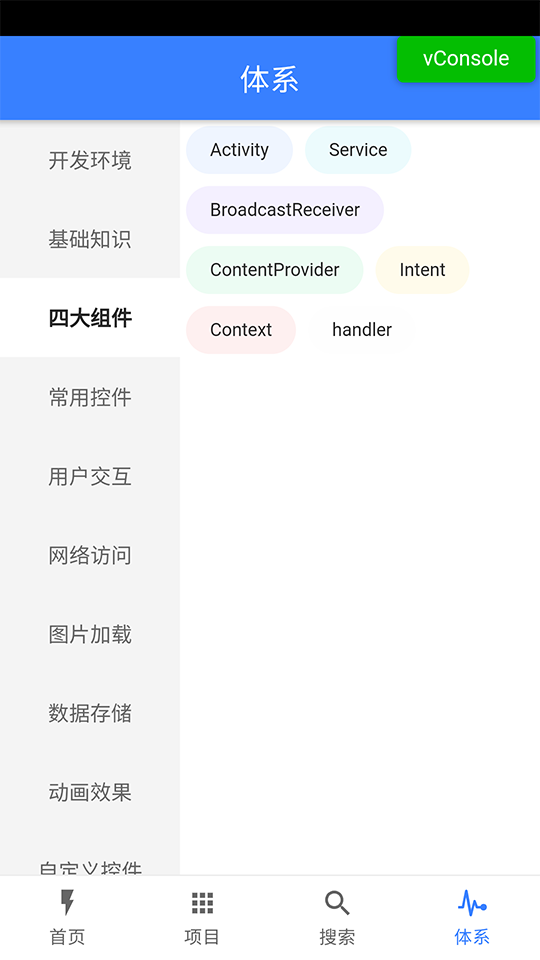 体系
vConsole
开发环境
基础知识
四大组件
常用控件
用户交互
网络访问
图片加载
数据存储
动画效果
自定义控件
Activity
Service
BroadcastReceiver
ContentProvider
Intent
Context
handler
首页
项目
搜索
体系